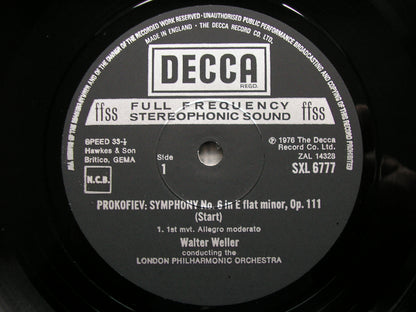 ALL RIGHTS OF THE MANUFACTURER AND OF THE OWNER OF THE RECORDED WORK RESERVED · UNAUTHORISED PUBLIC PERFORMANCE BROADCASTING AND COPYING OF THIS RECORD PROHIBITED
MADE IN ENGLAND · THE DECCA RECORD CO. LTD.
DECCA
REGD.
ffss FULL FREQUENCY ffss
STEREOPHONIC SOUND
SPEED 33⅓
Hawkes & Son
Britico, GEMA
N.C.B.
Side
1
℗ 1976 The Decca
Record Co. Ltd.
ZAL 14328
SXL 6777
PROKOFIEV: SYMPHONY No. 6 in E flat minor, Op. 111
(Start)
1. 1st mvt. Allegro moderato
Walter Weller
conducting the
LONDON PHILHARMONIC ORCHESTRA